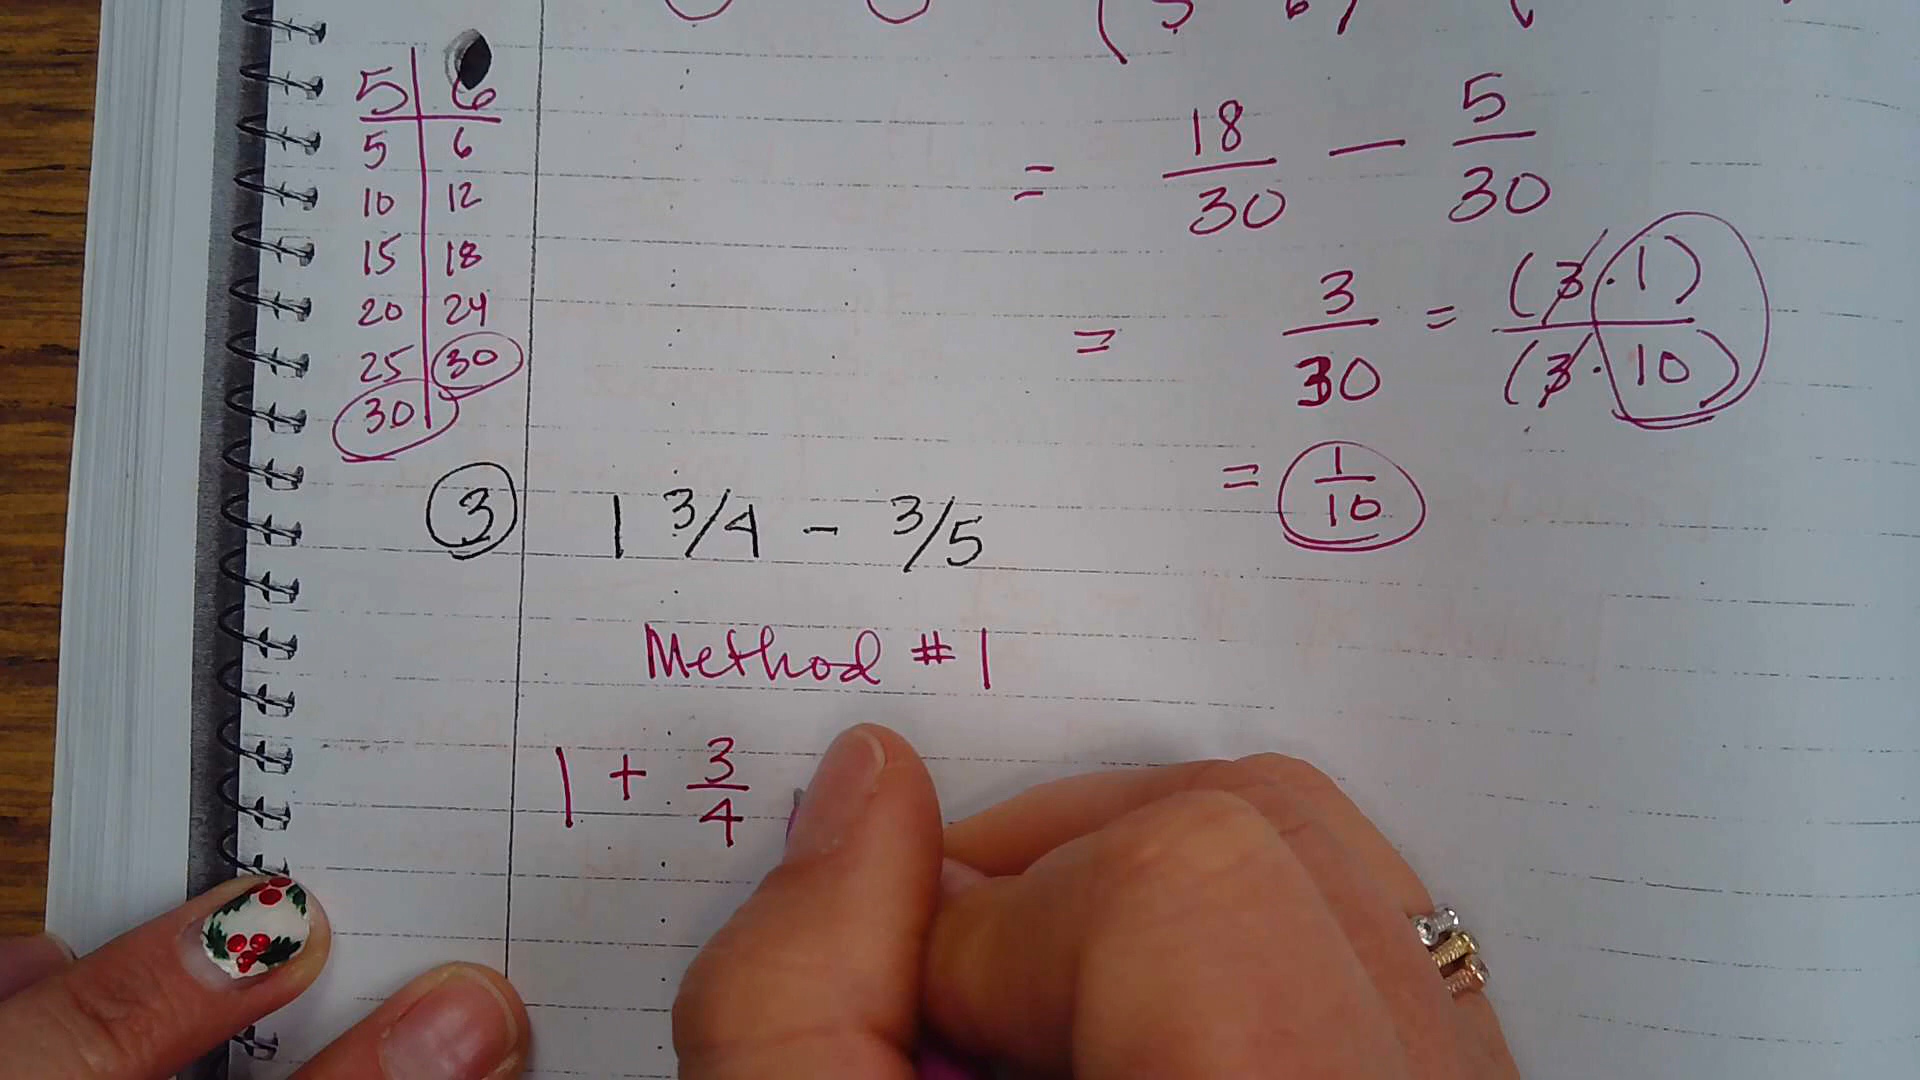 5 | 6
5 | 6
10 | 12
15 | 18
20 | 24
25 | 30
30
= 18/30 − 5/30
= 3/30 = (3·1)/(3·10)
= 1/10
③ 1 3/4 - 3/5
Method #1
1 + 3/4